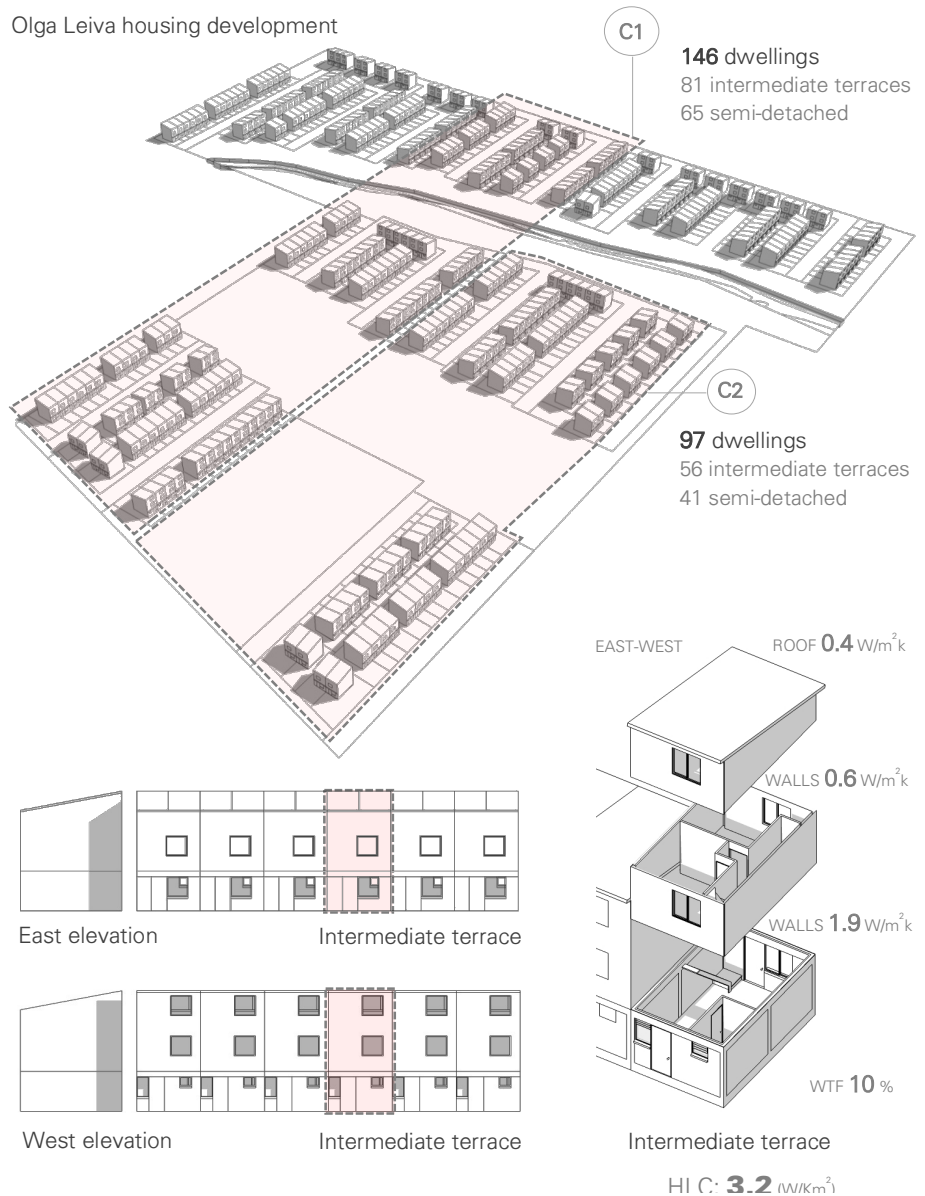 Olga Leiva housing development
C1
146 dwellings
81 intermediate terraces
65 semi-detached
C2
97 dwellings
56 intermediate terraces
41 semi-detached
EAST-WEST
ROOF 0.4 W/m²k
WALLS 0.6 W/m²k
WALLS 1.9 W/m²k
WTF 10 %
Intermediate terrace
HLC: 3.2 (W/Km²)
East elevation
Intermediate terrace
West elevation
Intermediate terrace